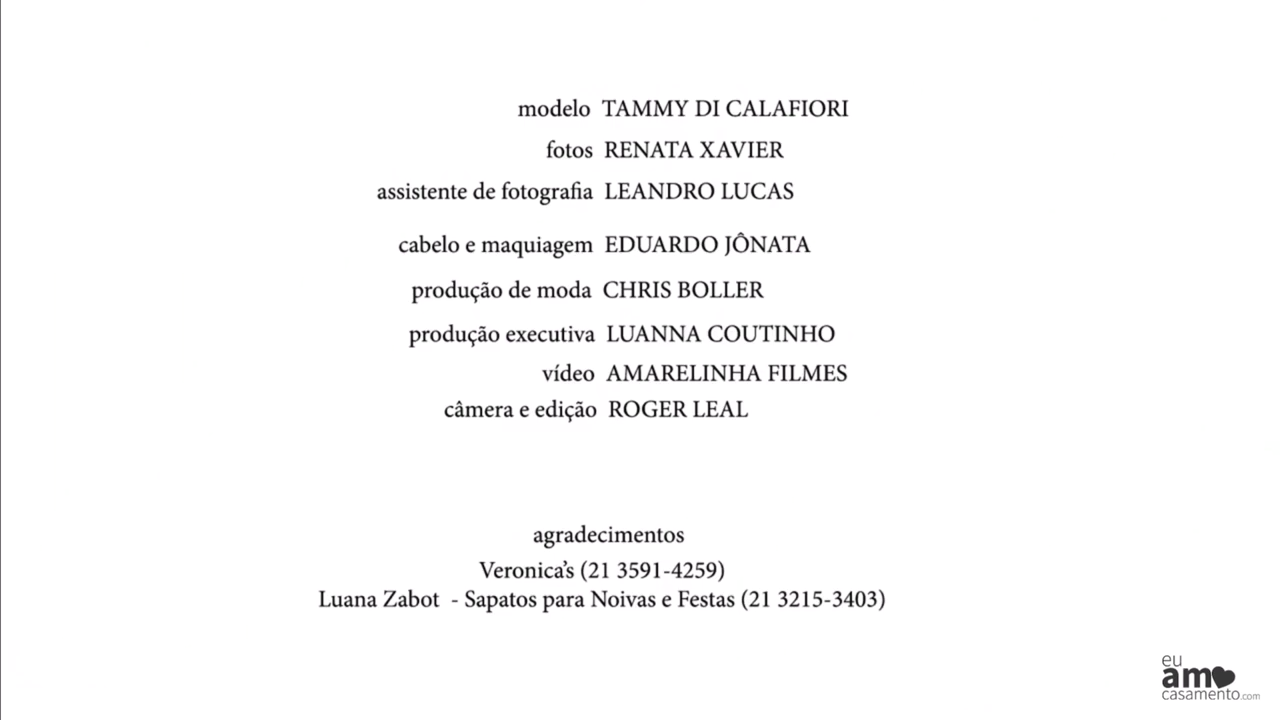 modelo TAMMY DI CALAFIORI
fotos RENATA XAVIER
assistente de fotografia LEANDRO LUCAS
cabelo e maquiagem EDUARDO JÔNATA
produção de moda CHRIS BOLLER
produção executiva LUANNA COUTINHO
vídeo AMARELINHA FILMES
câmera e edição ROGER LEAL
agradecimentos
Veronica's (21 3591-4259)
Luana Zabot - Sapatos para Noivas e Festas (21 3215-3403)
eu
am
casamento.com